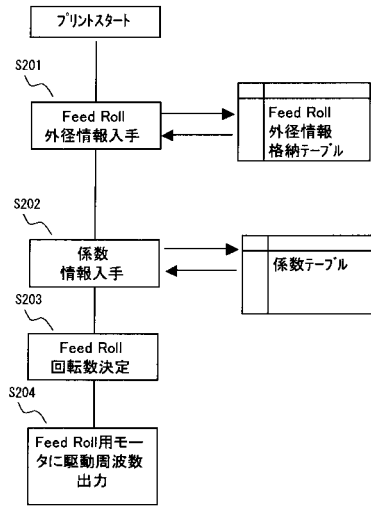 プリントスタート
S201
Feed Roll
外径情報入手
Feed Roll
外径情報
格納テーブル
S202
係数
情報入手
係数テーブル
S203
Feed Roll
回転数決定
S204
Feed Roll用モー
タに駆動周波数
出力